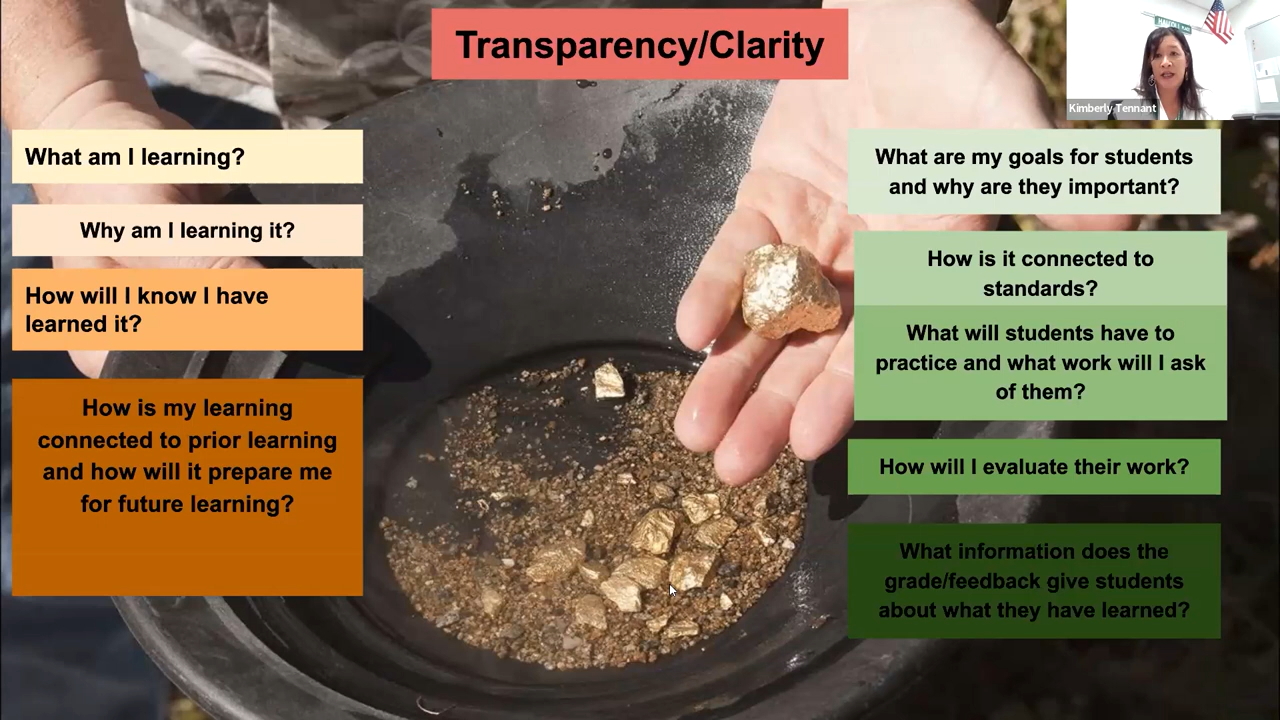 Transparency/Clarity
Kimberly Tennant
What am I learning?
Why am I learning it?
How will I know I have
learned it?
How is my learning
connected to prior learning
and how will it prepare me
for future learning?
What are my goals for students
and why are they important?
How is it connected to
standards?
What will students have to
practice and what work will I ask
of them?
How will I evaluate their work?
What information does the
grade/feedback give students
about what they have learned?